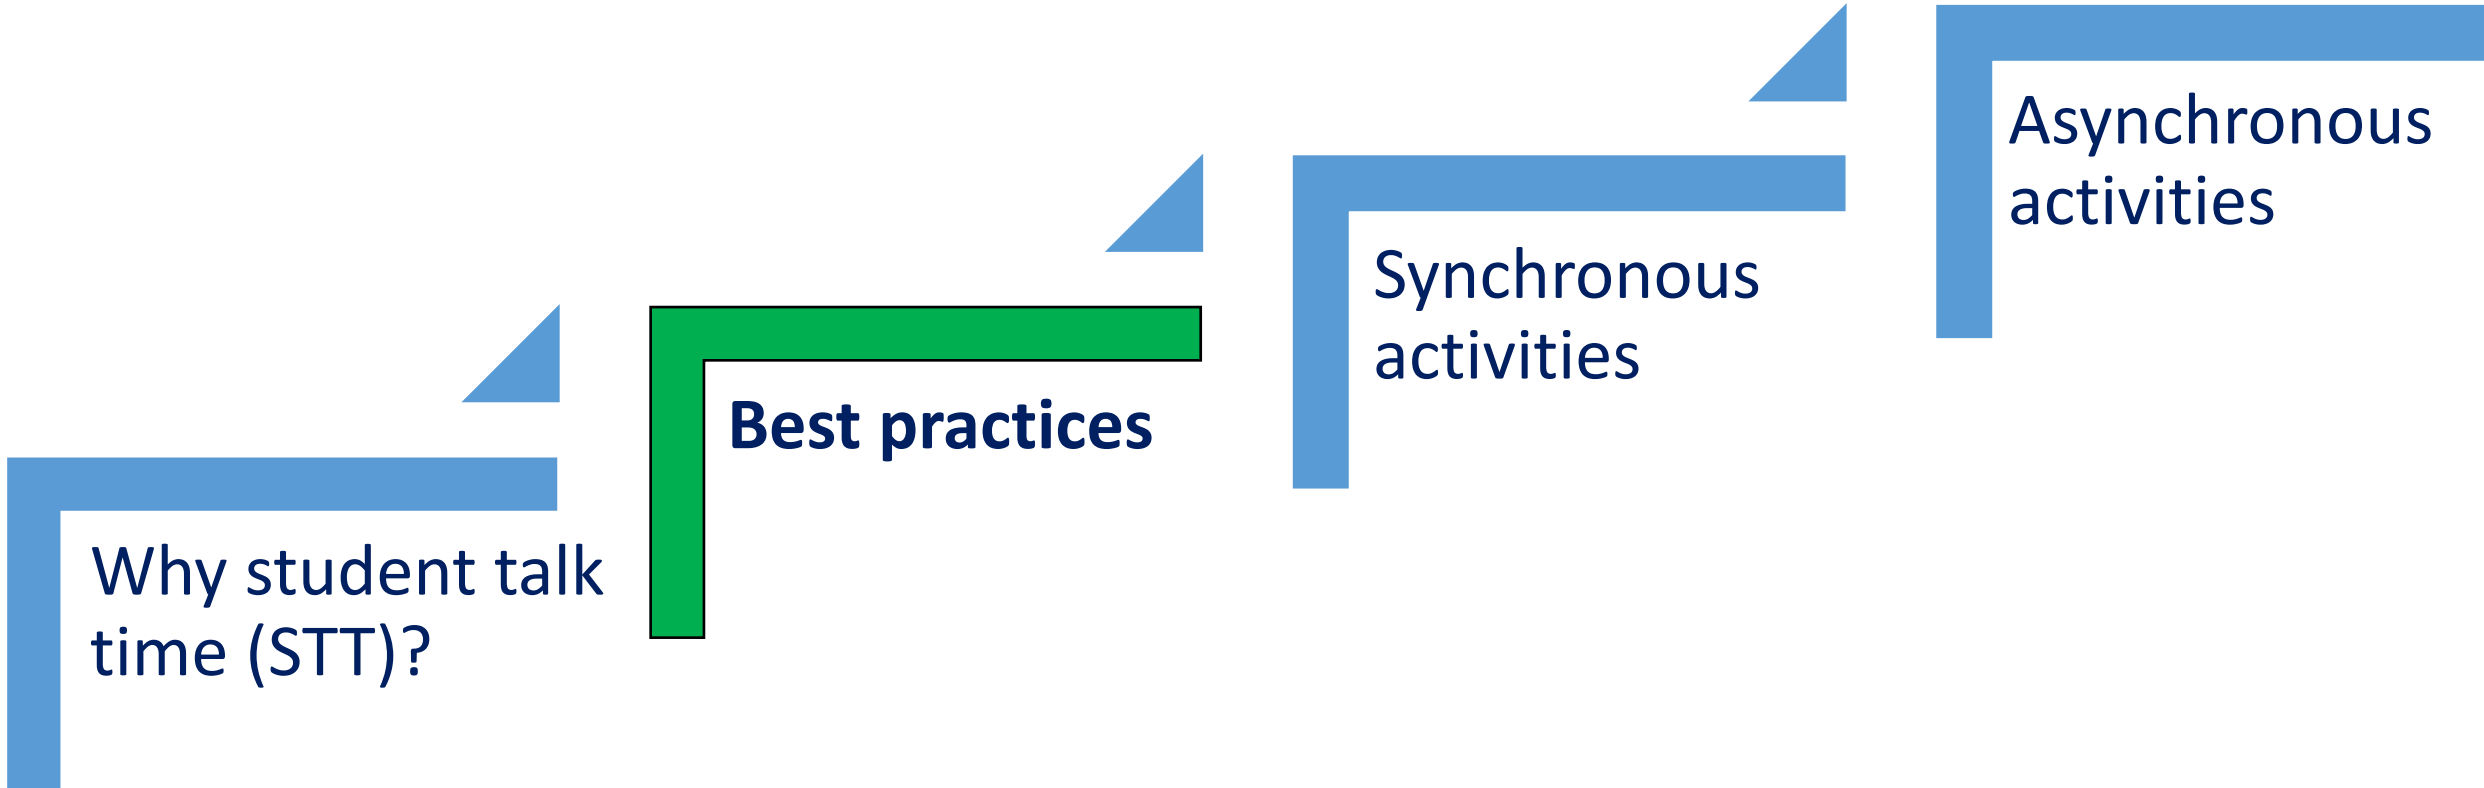 Why student talk
time (STT)?
Best practices
Synchronous
activities
Asynchronous
activities